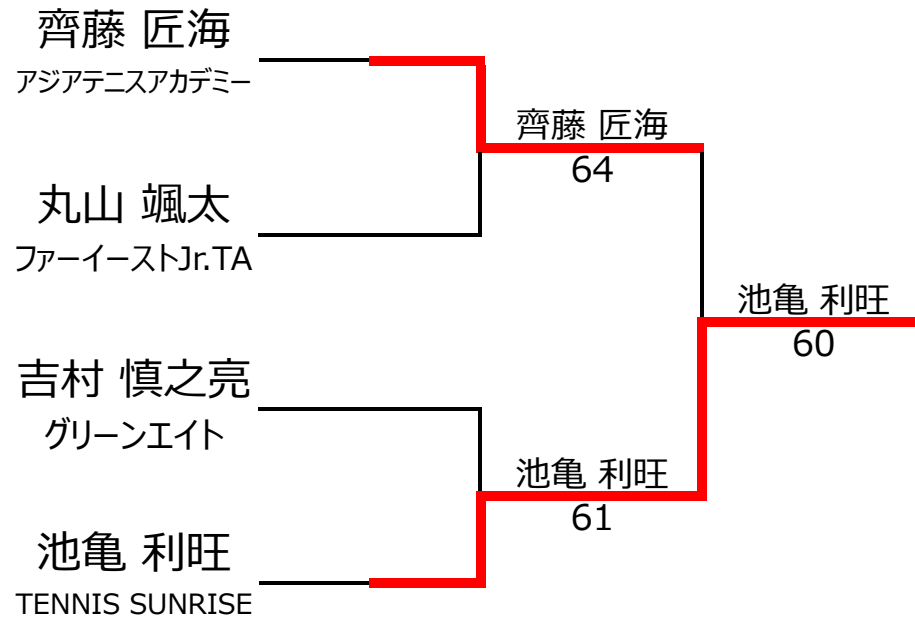 齊藤 匠海
アジアテニスアカデミー
齊藤 匠海
64
丸山 颯太
ファーイーストJr.TA
池亀 利旺
60
吉村 慎之亮
グリーンエイト
池亀 利旺
61
池亀 利旺
TENNIS SUNRISE